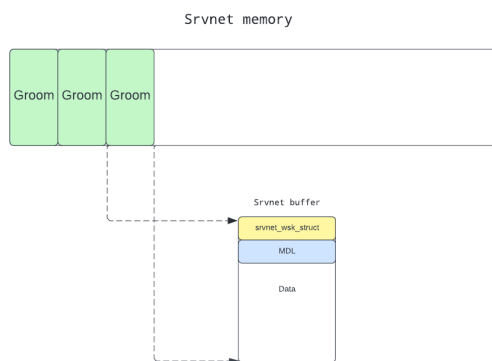 Srvnet memory
Groom Groom Groom
Srvnet buffer
srvnet_wsk_struct
MDL
Data